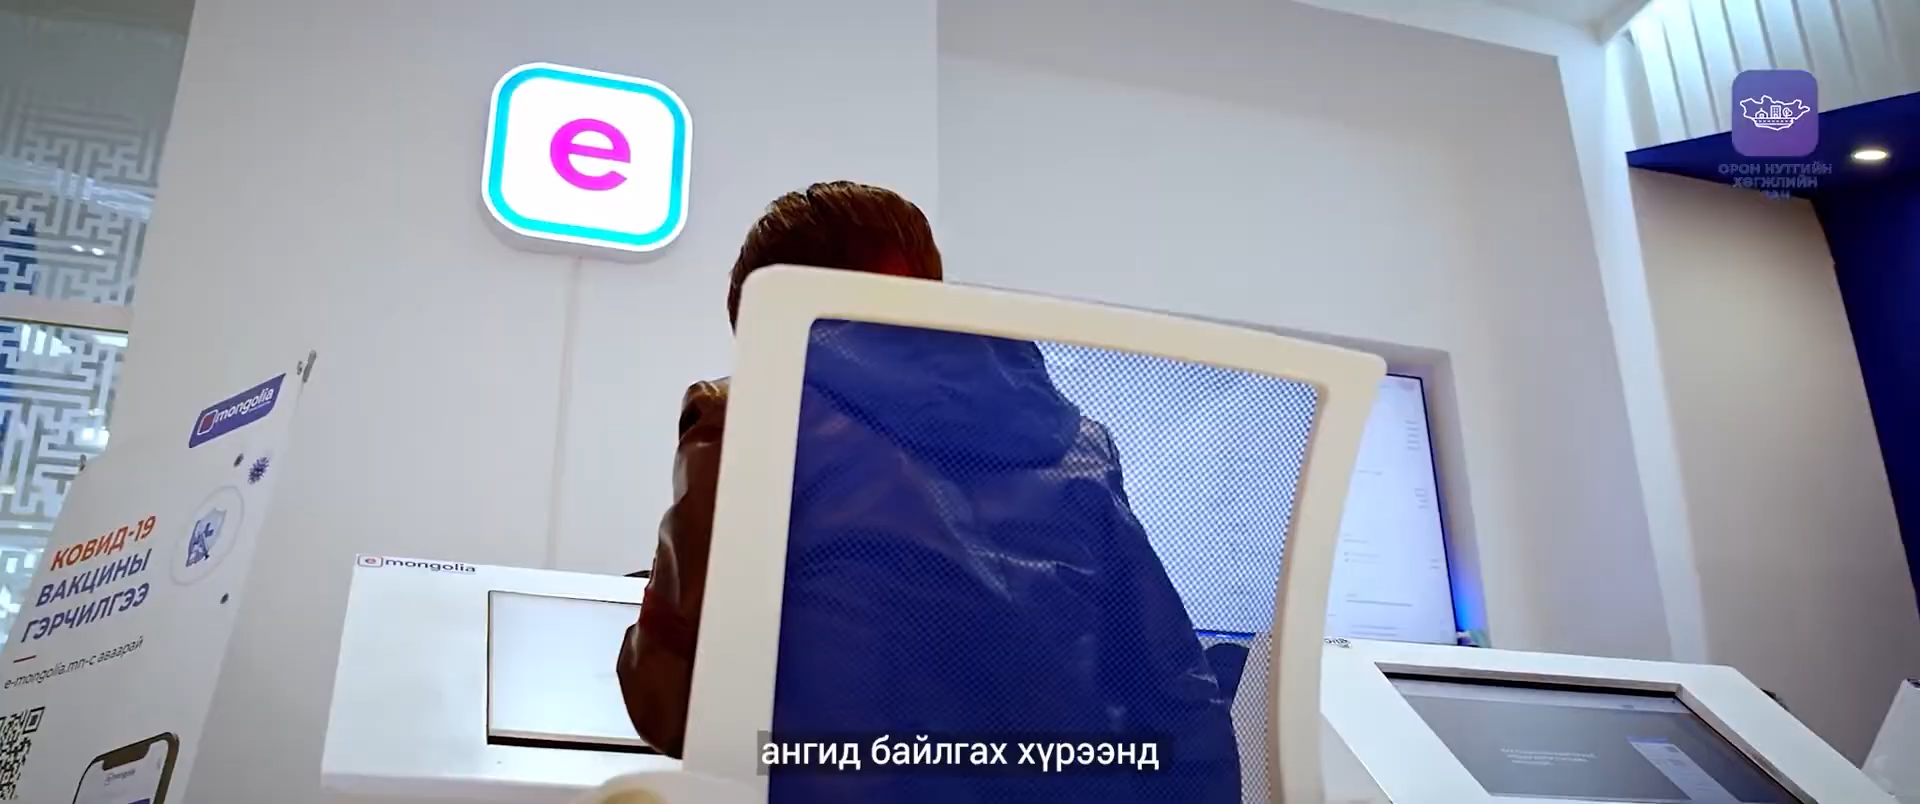 e
ОРОН НУТГИЙН
ХӨГЖЛИЙН
mongolia
КОВИД-19
ВАКЦИНЫ
ГЭРЧИЛГЭЭ
e-mongolia.mn-с аваарай
e mongolia
ангид байлгах хүрээнд